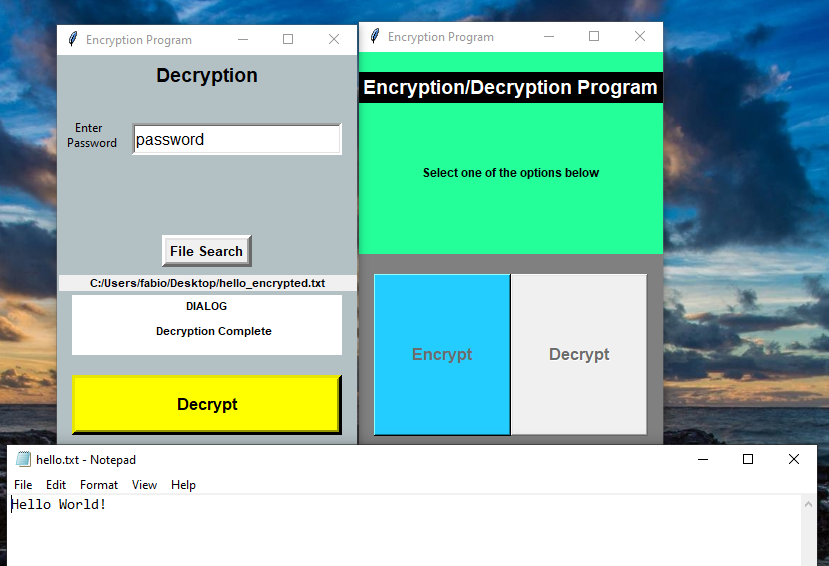 Encryption Program
Decryption
Enter
Password
password
File Search
C:/Users/fabio/Desktop/hello_encrypted.txt
DIALOG
Decryption Complete
Decrypt
Encryption Program
Encryption/Decryption Program
Select one of the options below
Encrypt
Decrypt
hello.txt - Notepad
File Edit Format View Help
Hello World!